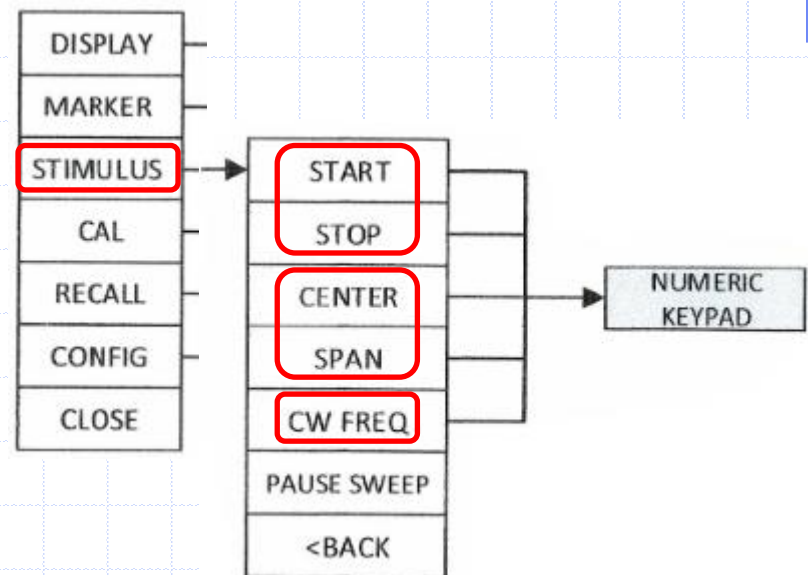 DISPLAY
MARKER
STIMULUS
CAL
RECALL
CONFIG
CLOSE
START
STOP
CENTER
SPAN
CW FREQ
PAUSE SWEEP
<BACK
NUMERIC
KEYPAD